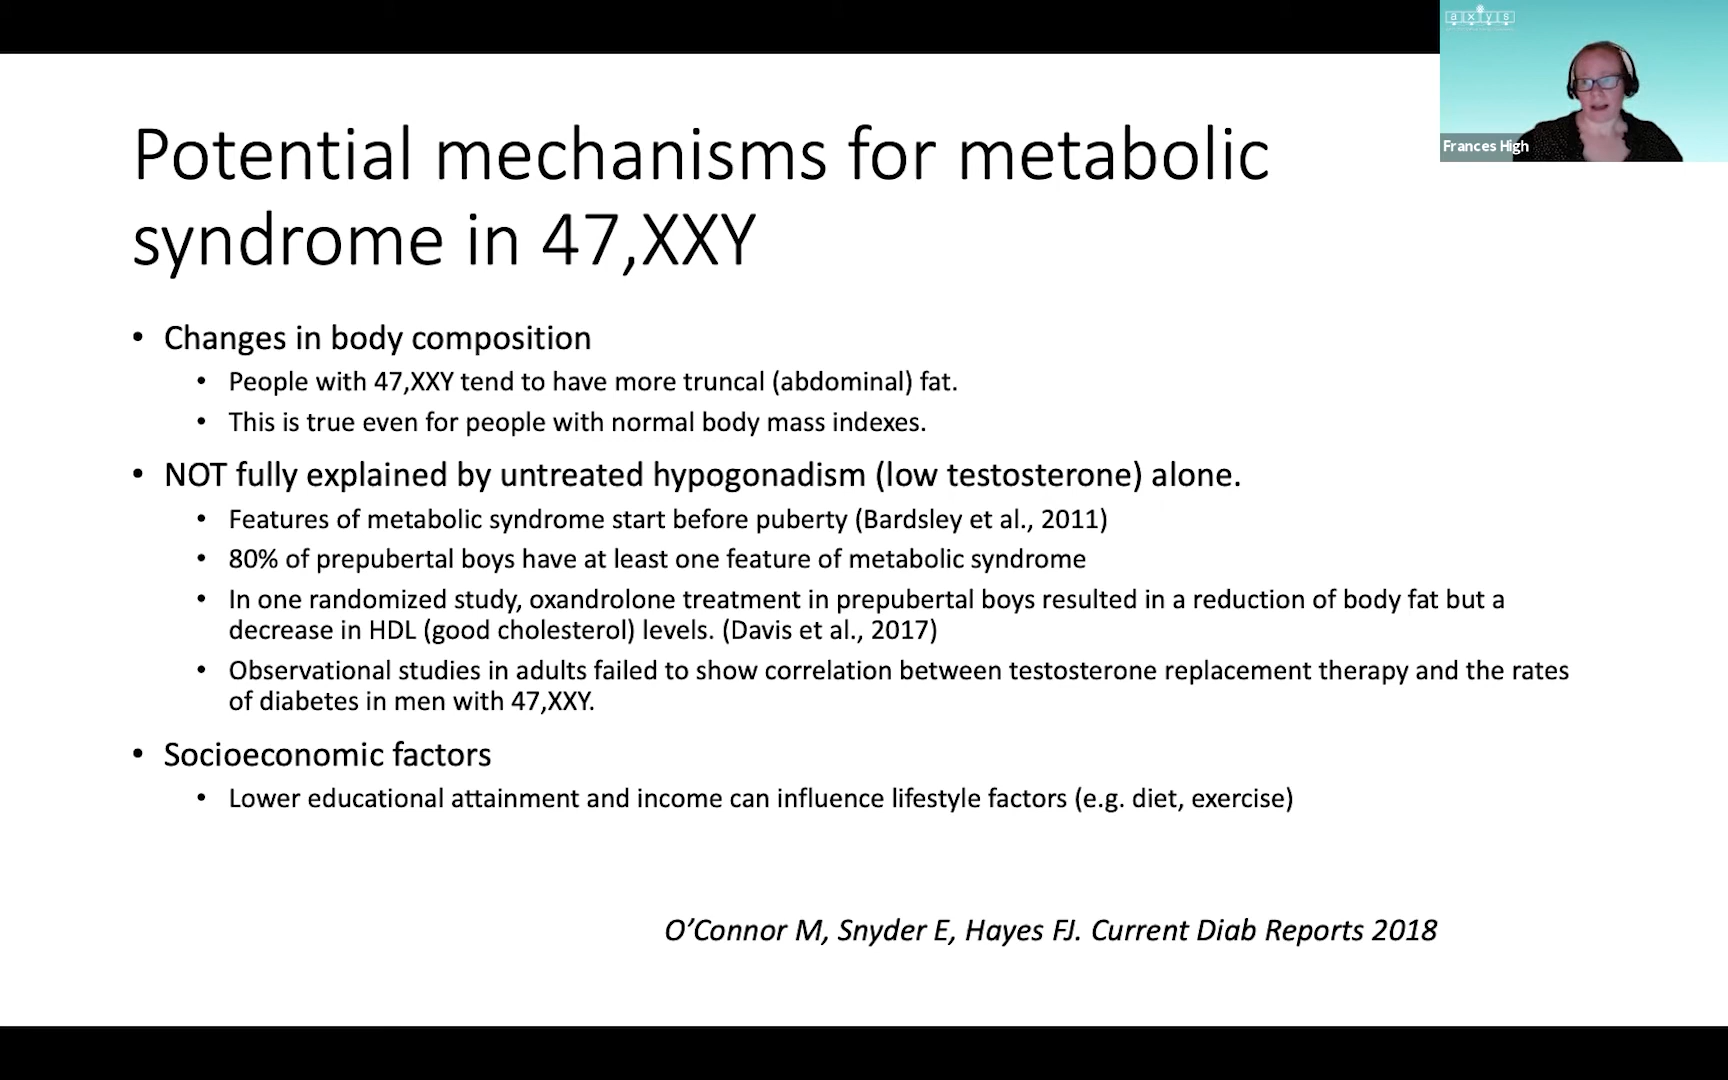 axys
Frances High
Potential mechanisms for metabolic
syndrome in 47,XXY
• Changes in body composition
• People with 47,XXY tend to have more truncal (abdominal) fat.
• This is true even for people with normal body mass indexes.
• NOT fully explained by untreated hypogonadism (low testosterone) alone.
• Features of metabolic syndrome start before puberty (Bardsley et al., 2011)
• 80% of prepubertal boys have at least one feature of metabolic syndrome
• In one randomized study, oxandrolone treatment in prepubertal boys resulted in a reduction of body fat but a
decrease in HDL (good cholesterol) levels. (Davis et al., 2017)
• Observational studies in adults failed to show correlation between testosterone replacement therapy and the rates
of diabetes in men with 47,XXY.
• Socioeconomic factors
• Lower educational attainment and income can influence lifestyle factors (e.g. diet, exercise)
O’Connor M, Snyder E, Hayes FJ. Current Diab Reports 2018